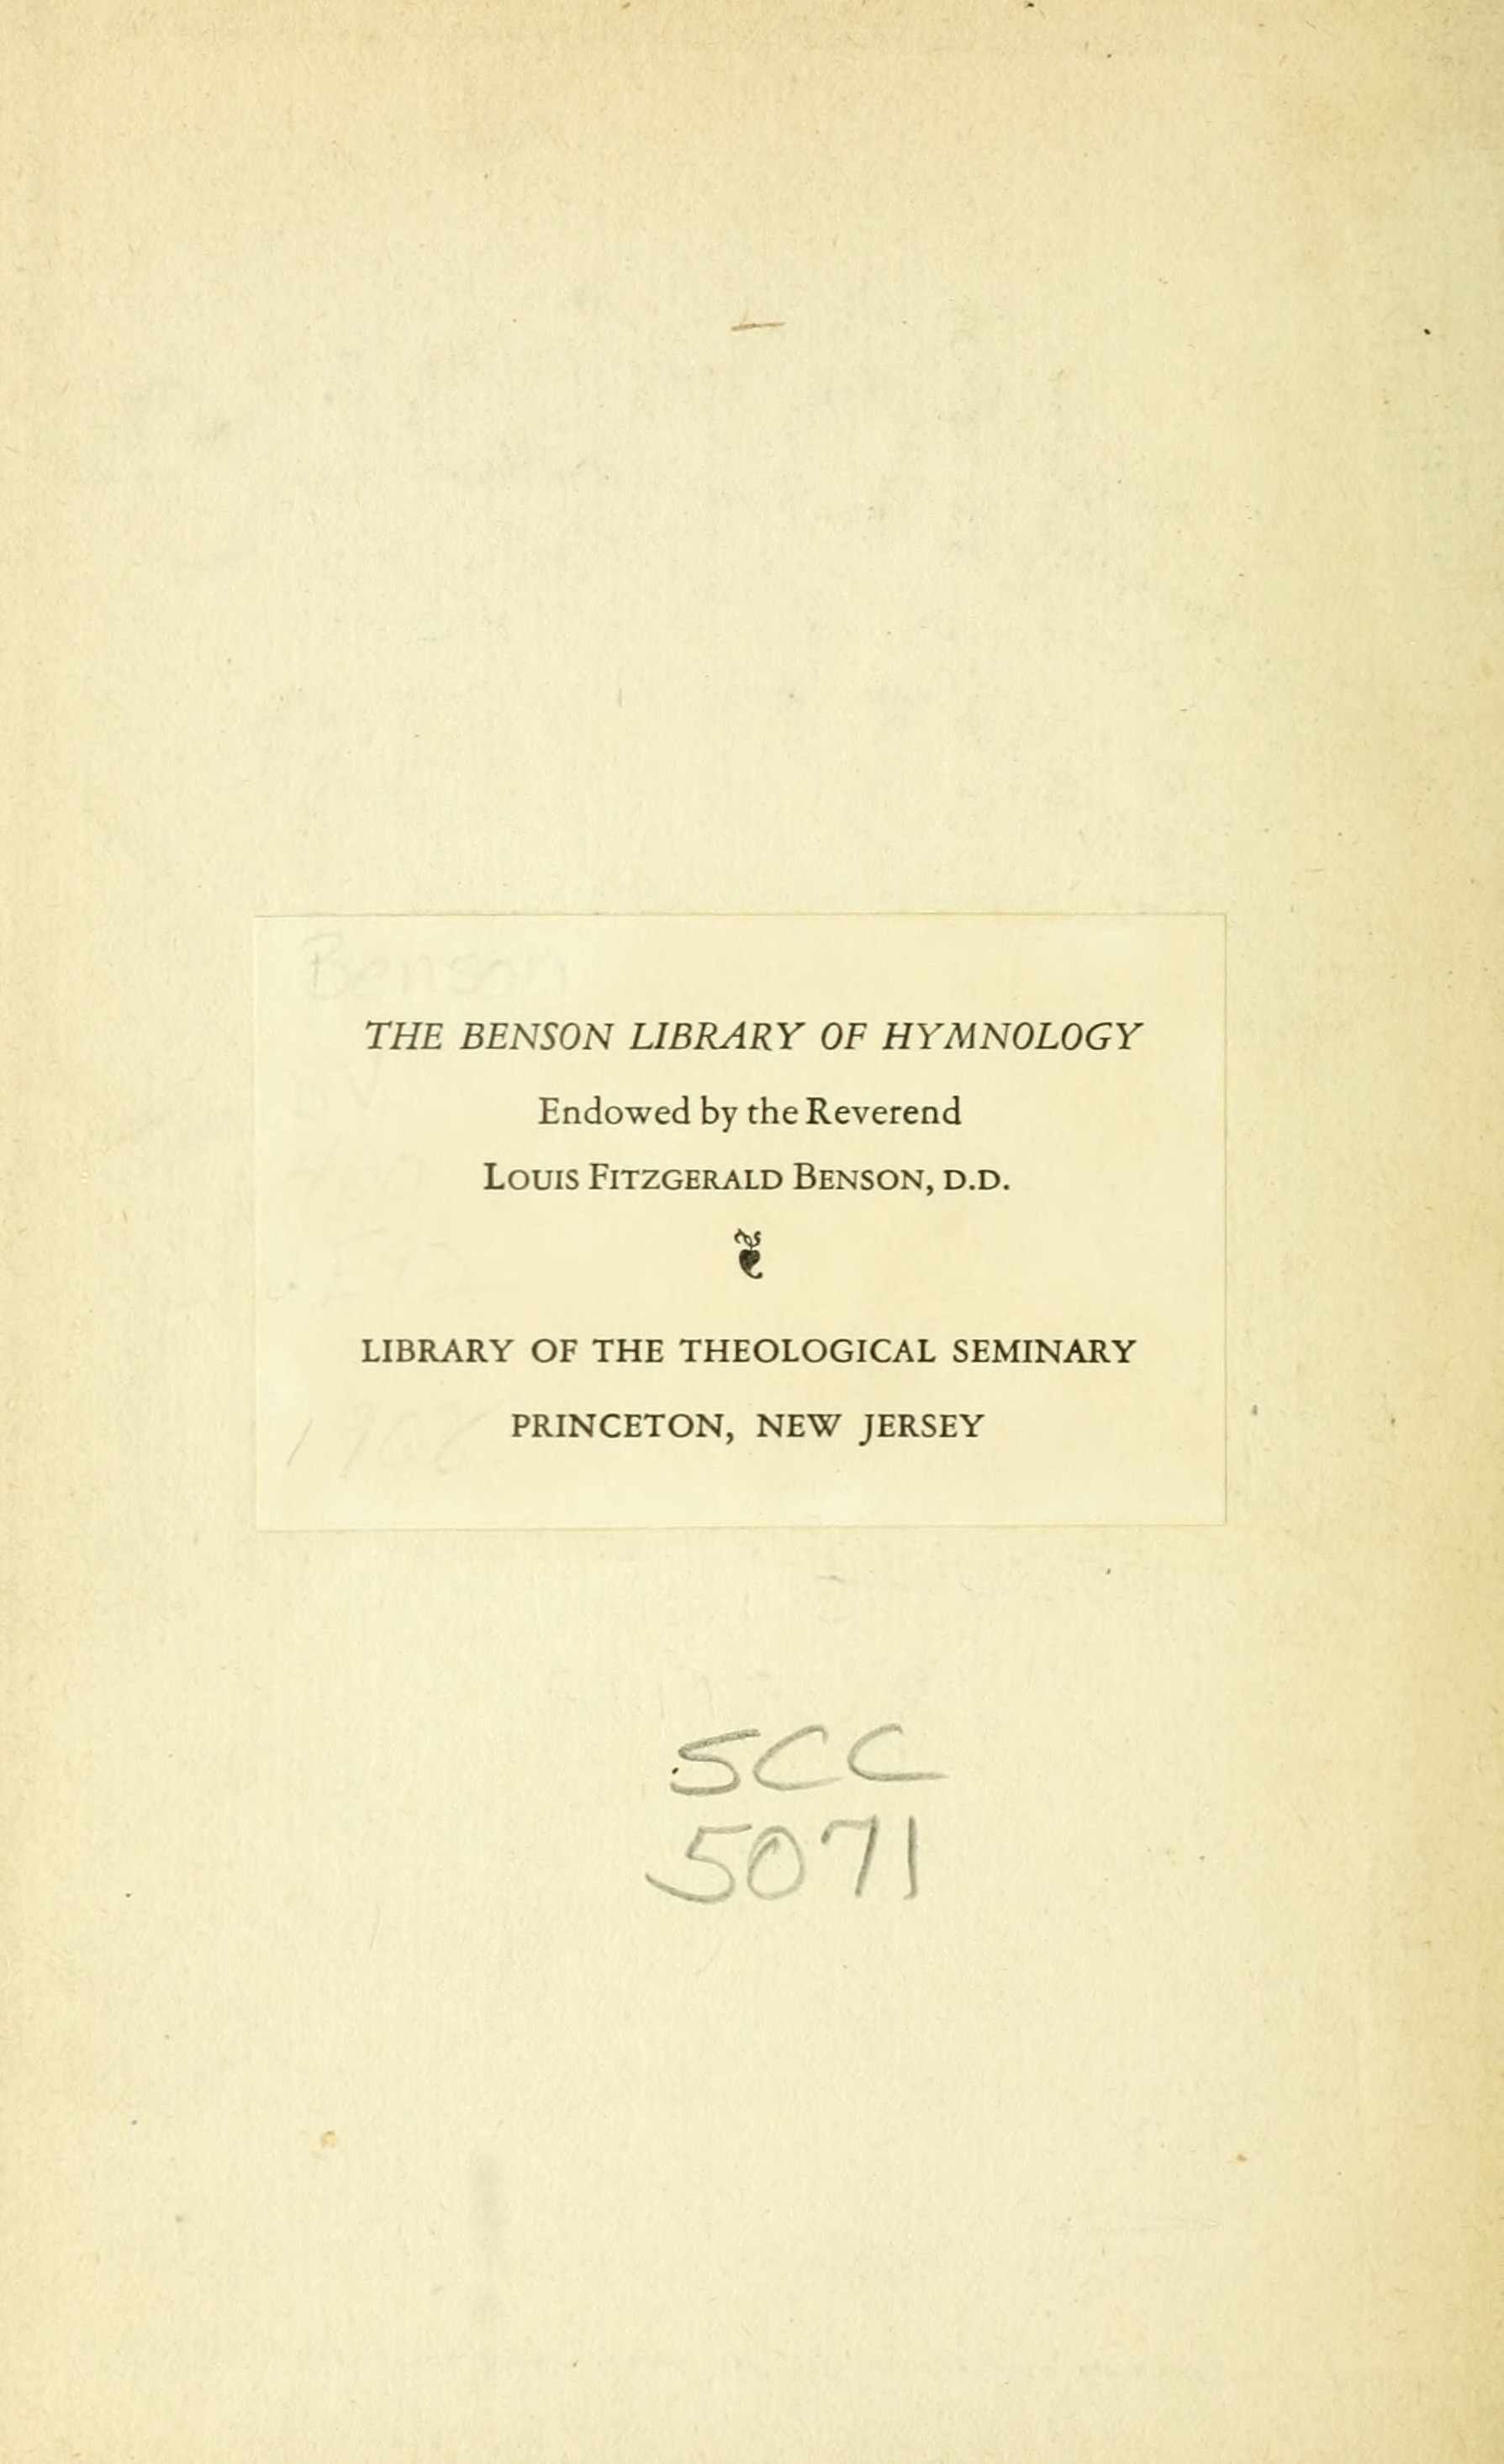 THE BENSON LIBRARY OF HYMNOLOGY
Endowed by the Reverend
LOUIS FITZGERALD BENSON, D.D.
LIBRARY OF THE THEOLOGICAL SEMINARY
PRINCETON, NEW JERSEY
SCC
5071